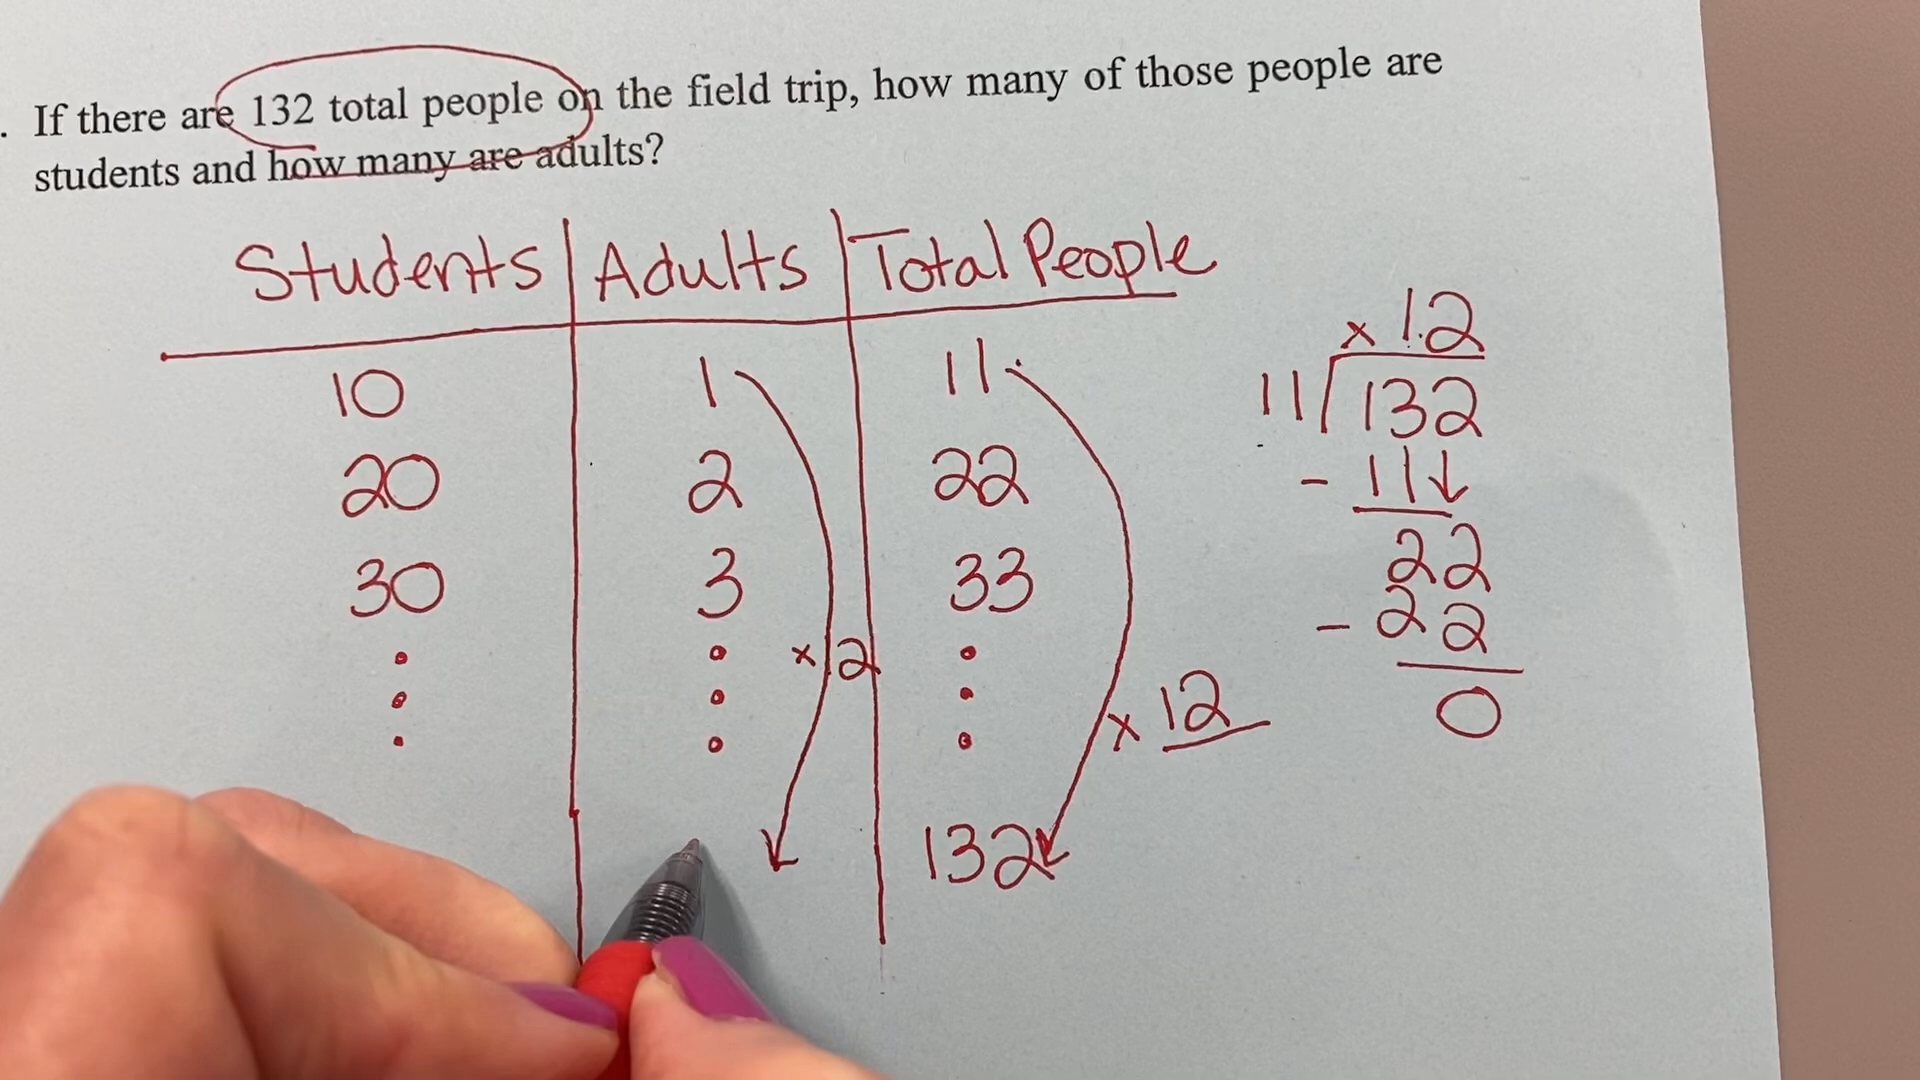 . If there are 132 total people on the field trip, how many of those people are
students and how many are adults?
Students Adults Total People
10 1 11
20 2 22
30 3 33
x 12
132
x 12
x 12
11 132
- 11↓
22
- 22
0